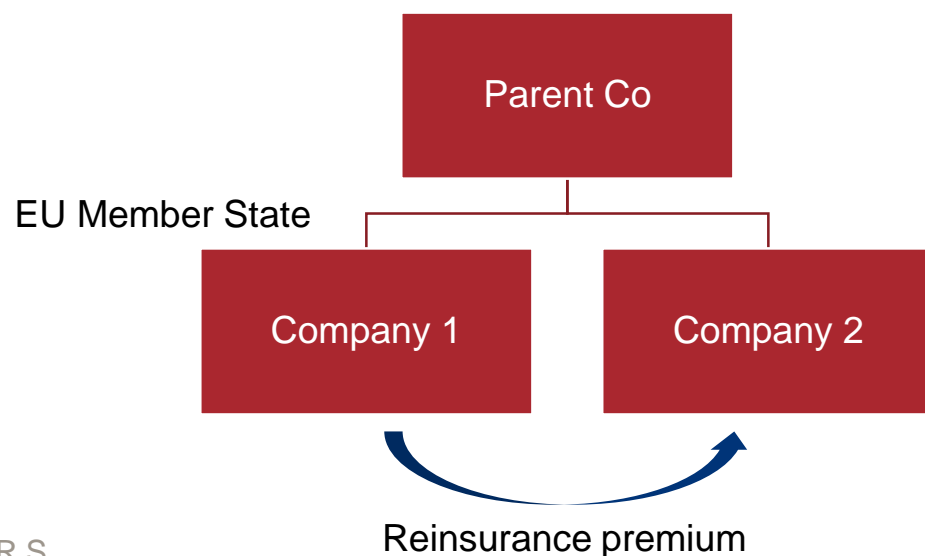 Parent Co
EU Member State
Company 1
Company 2
Reinsurance premium
R S